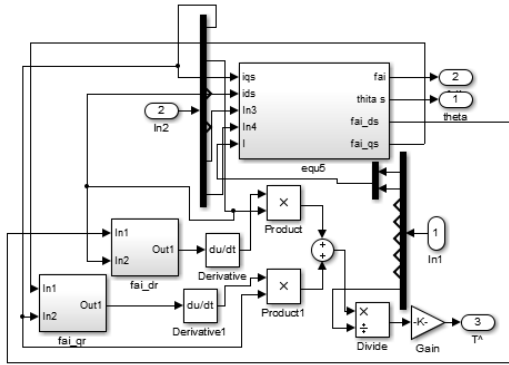 iqs
ids
In3
In4
I
fai
thita s
fai_ds
fai_qs
equ5
2
1
theta
2
In2
In1
In2
Out1
fai_dr
du/dt
Derivative
×
Product
In1
In2
Out1
fai_qr
du/dt
Derivative1
×
Product1
+
+
×
÷
Divide
-K-
Gain
3
T^
1
In1